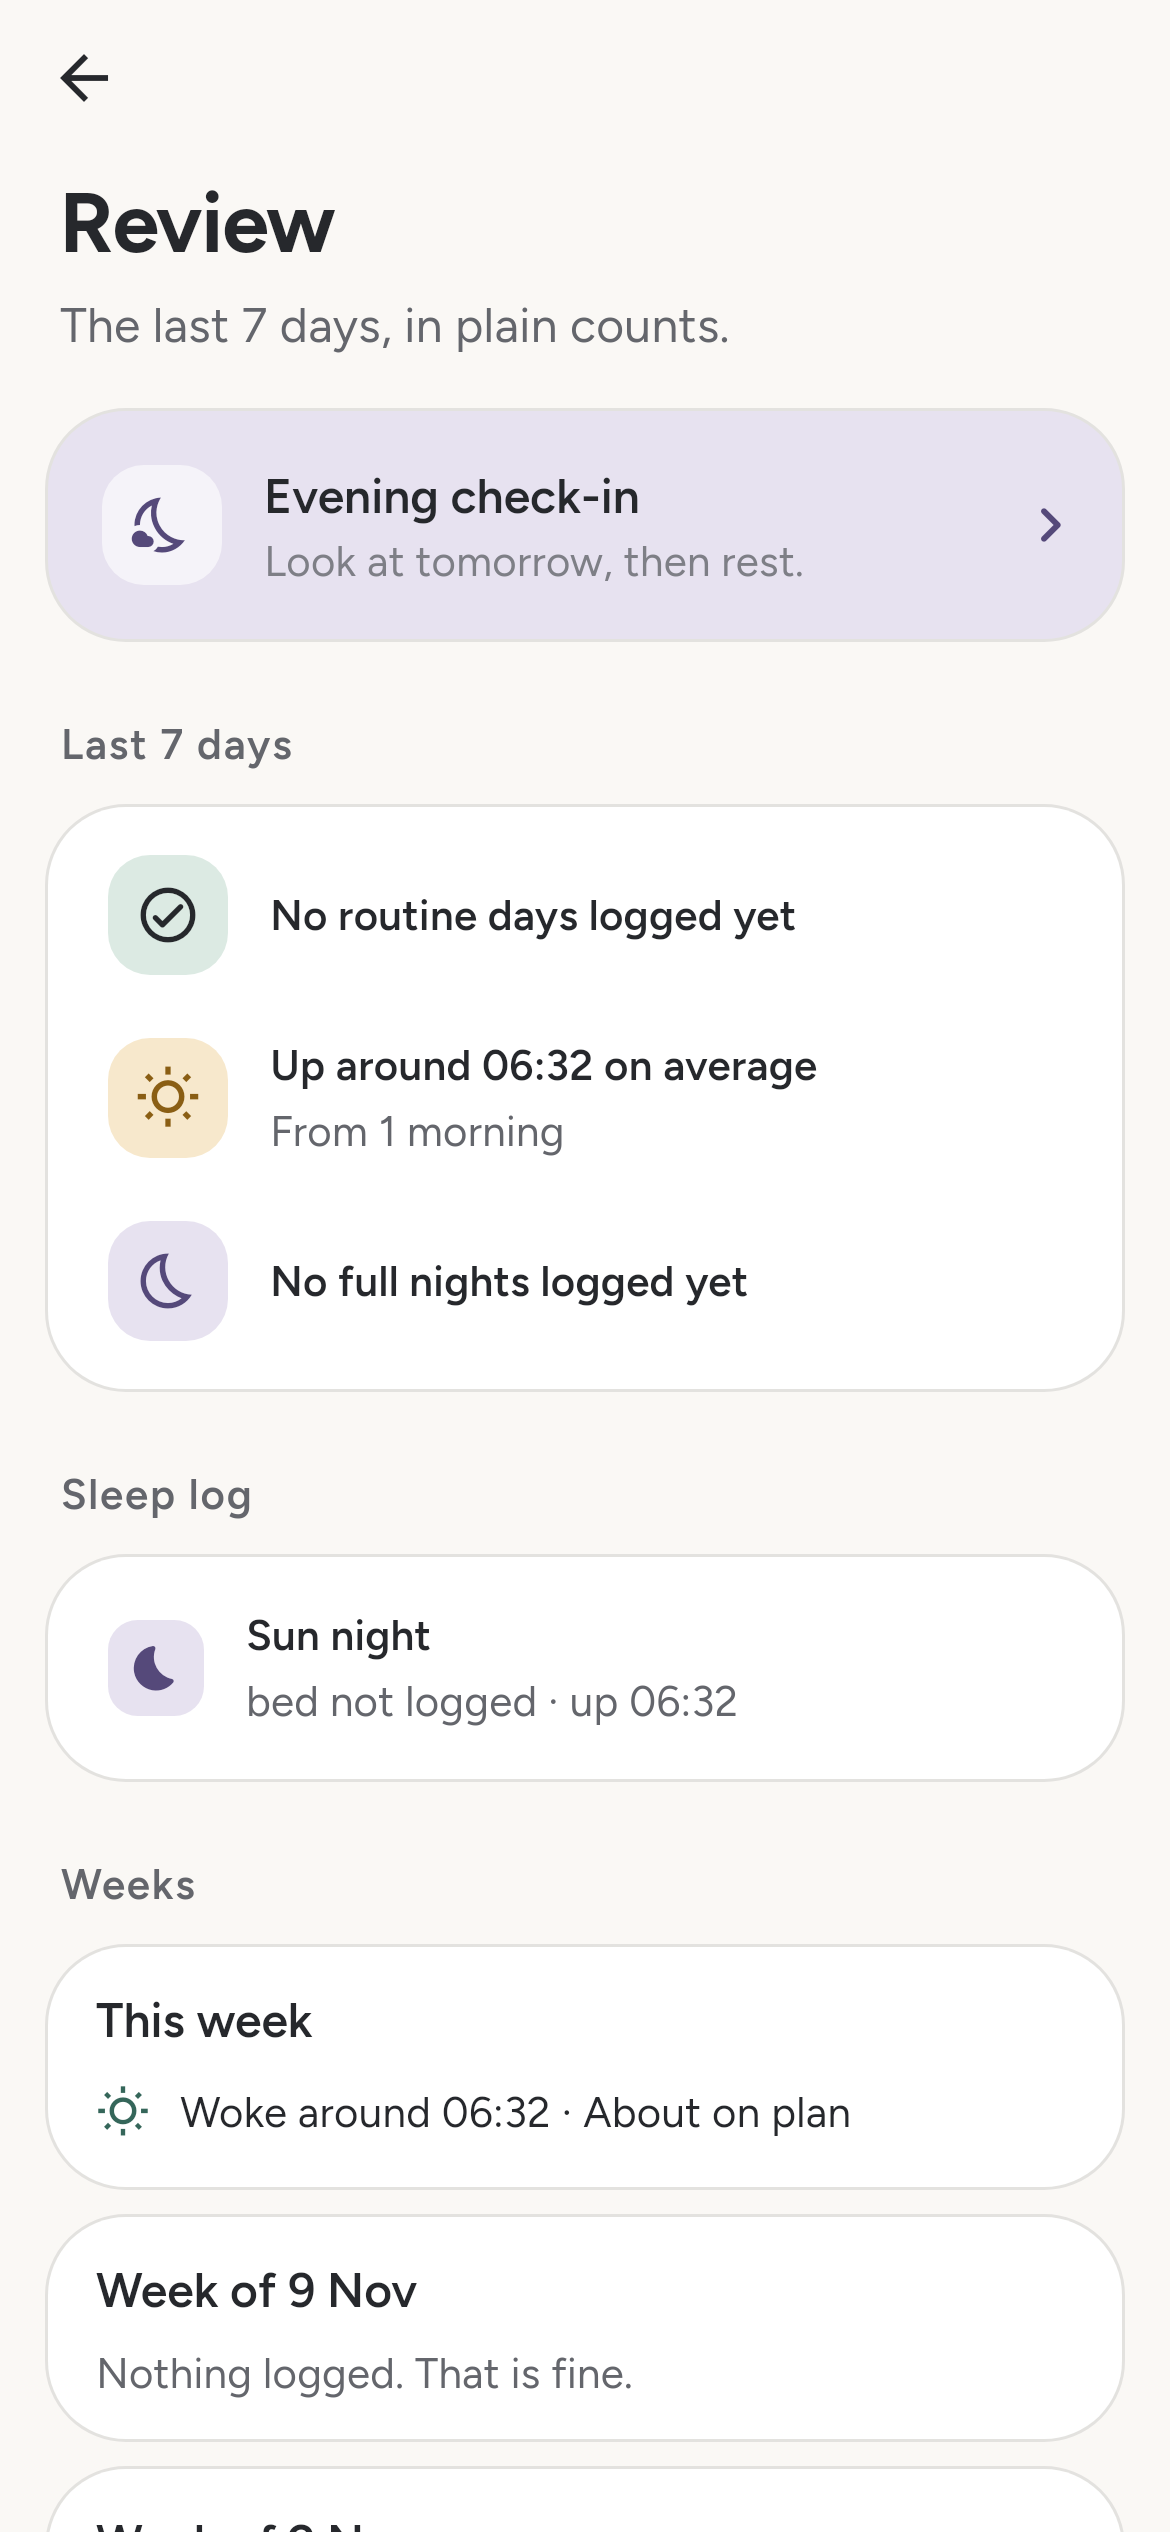 Review
The last 7 days, in plain counts.
Evening check-in
Look at tomorrow, then rest.
Last 7 days
No routine days logged yet
Up around 06:32 on average
From 1 morning
No full nights logged yet
Sleep log
Sun night
bed not logged · up 06:32
Weeks
This week
Woke around 06:32 · About on plan
Week of 9 Nov
Nothing logged. That is fine.